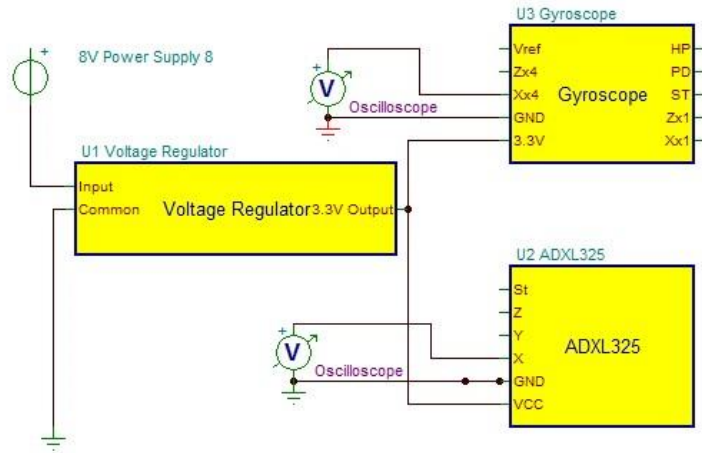 U3 Gyroscope
+
8V Power Supply 8
+
Vref
HP
Zx4
PD
V
Xx4
Gyroscope
ST
Oscilloscope
GND
Zx1
3.3V
Xx1
U1 Voltage Regulator
Input
Common
Voltage Regulator
3.3V Output
U2 ADXL325
St
Z
+
Y
V
X
ADXL325
Oscilloscope
GND
VCC